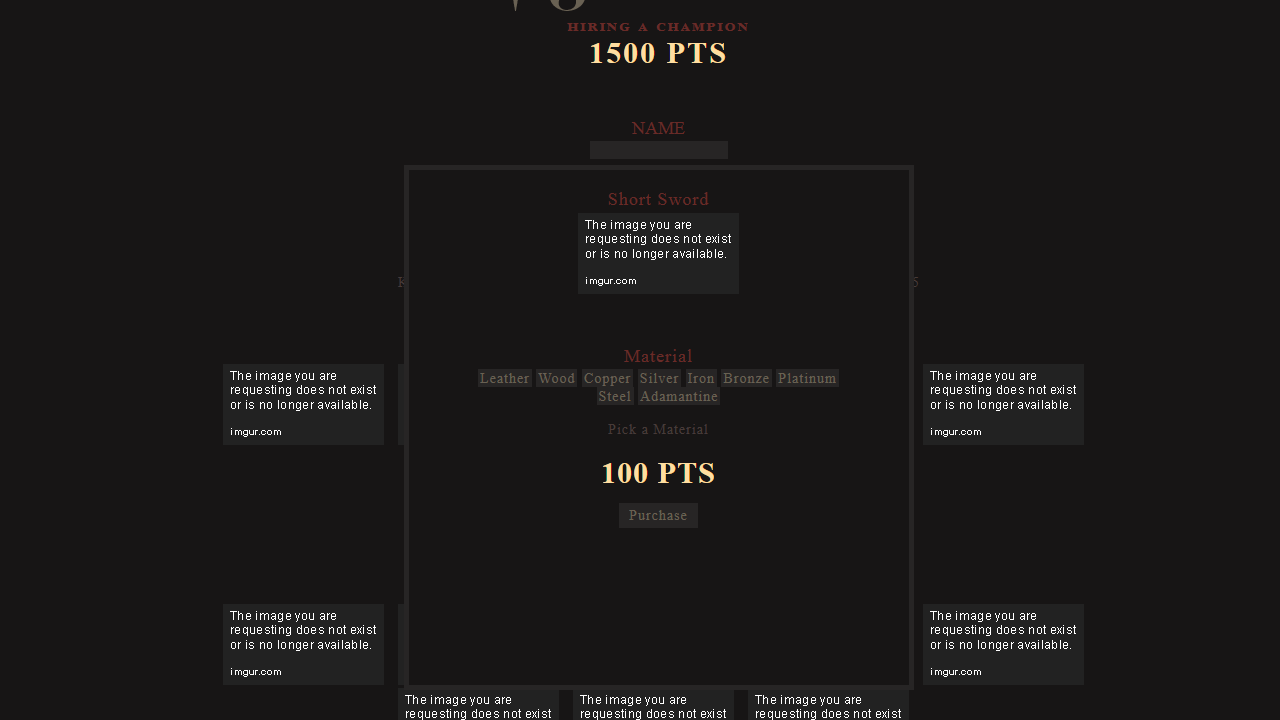 HIRING A CHAMPION
1500 PTS
NAME
Short Sword
The image you are
requesting does not exist
or is no longer available.
imgur.com
Material
Leather Wood Copper Silver Iron Bronze Platinum
Steel Adamantine
Pick a Material
100 PTS
Purchase
The image you are
requesting does not exist
or is no longer available.
imgur.com
The image you are
requesting does not exist
or is no longer available.
imgur.com
The image you are
requesting does not exist
or is no longer available.
imgur.com
The image you are
requesting does not exist
or is no longer available.
imgur.com
The image you are
requesting does not exist
The image you are
requesting does not exist
The image you are
requesting does not exist